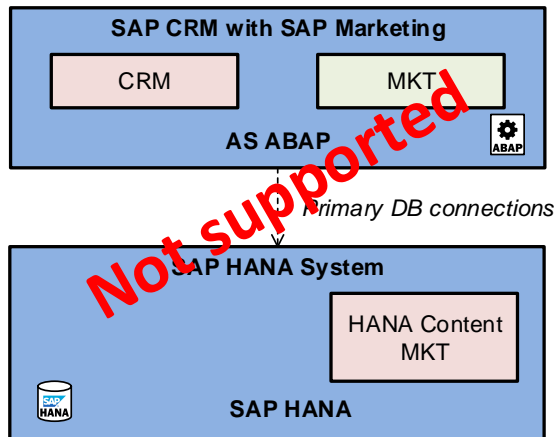 SAP CRM with SAP Marketing
CRM
MKT
AS ABAP
ABAP
Not supported
Primary DB connections
SAP HANA System
HANA Content
MKT
SAP
HANA
SAP HANA